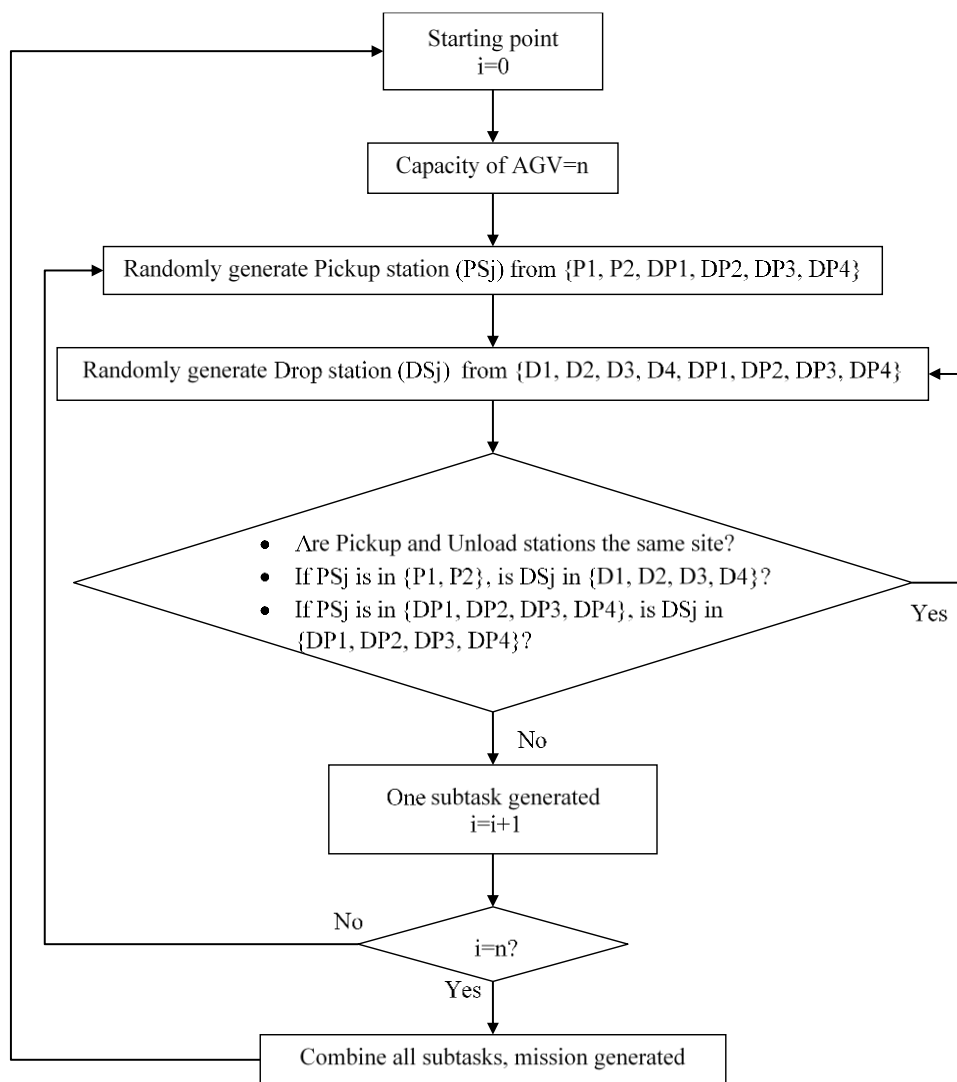 Starting point
i=0
Capacity of AGV=n
Randomly generate Pickup station (PSj) from {P1, P2, DP1, DP2, DP3, DP4}
Randomly generate Drop station (DSj) from {D1, D2, D3, D4, DP1, DP2, DP3, DP4}
• Are Pickup and Unload stations the same site?
• If PSj is in {P1, P2}, is DSj in {D1, D2, D3, D4}?
• If PSj is in {DP1, DP2, DP3, DP4}, is DSj in
{DP1, DP2, DP3, DP4}?
Yes
No
One subtask generated
i=i+1
No
i=n?
Yes
Combine all subtasks, mission generated